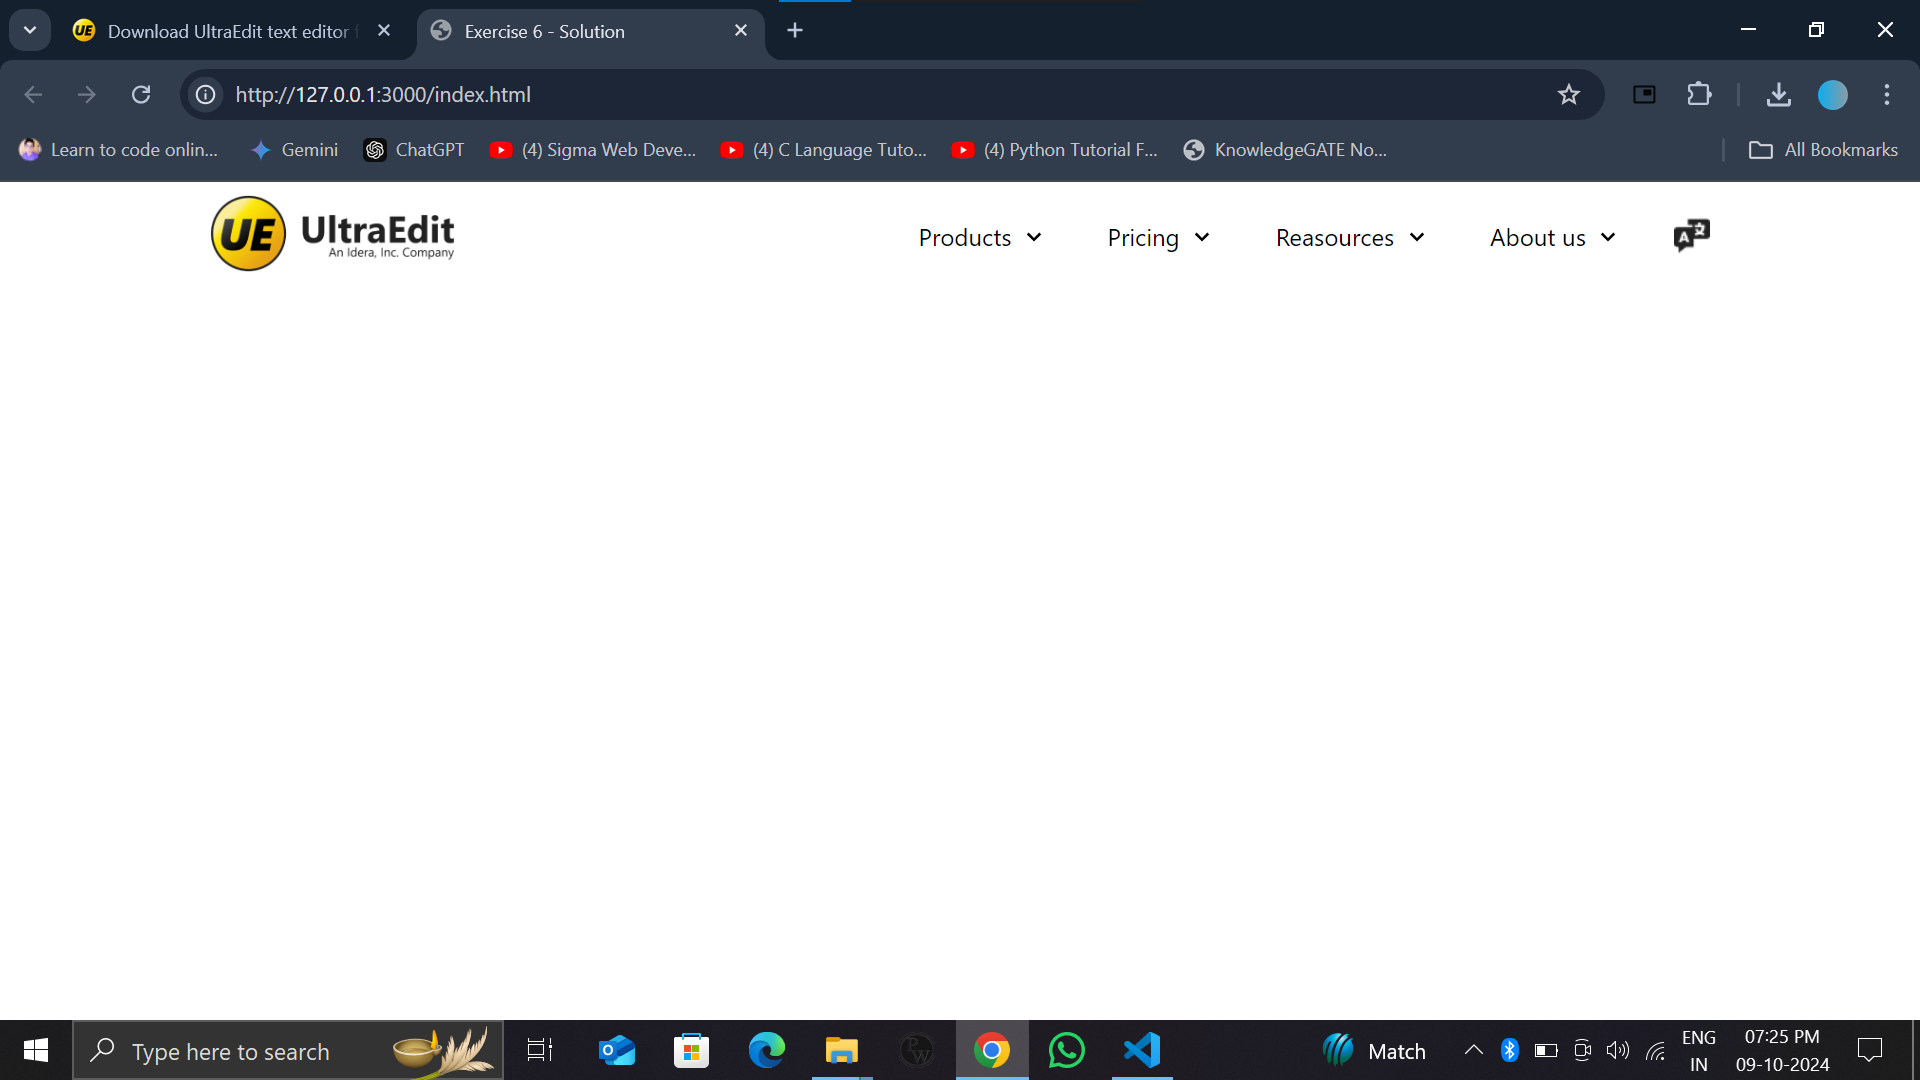 Download UltraEdit text editor f
Exercise 6 - Solution
http://127.0.0.1:3000/index.html
Learn to code onlin...
Gemini
ChatGPT
(4) Sigma Web Deve...
(4) C Language Tuto...
(4) Python Tutorial F...
KnowledgeGATE No...
All Bookmarks
UE UltraEdit
An Idera, Inc. Company
Products
Pricing
Reasources
About us
A
Type here to search
PW
Match
ENG
IN
07:25 PM
09-10-2024